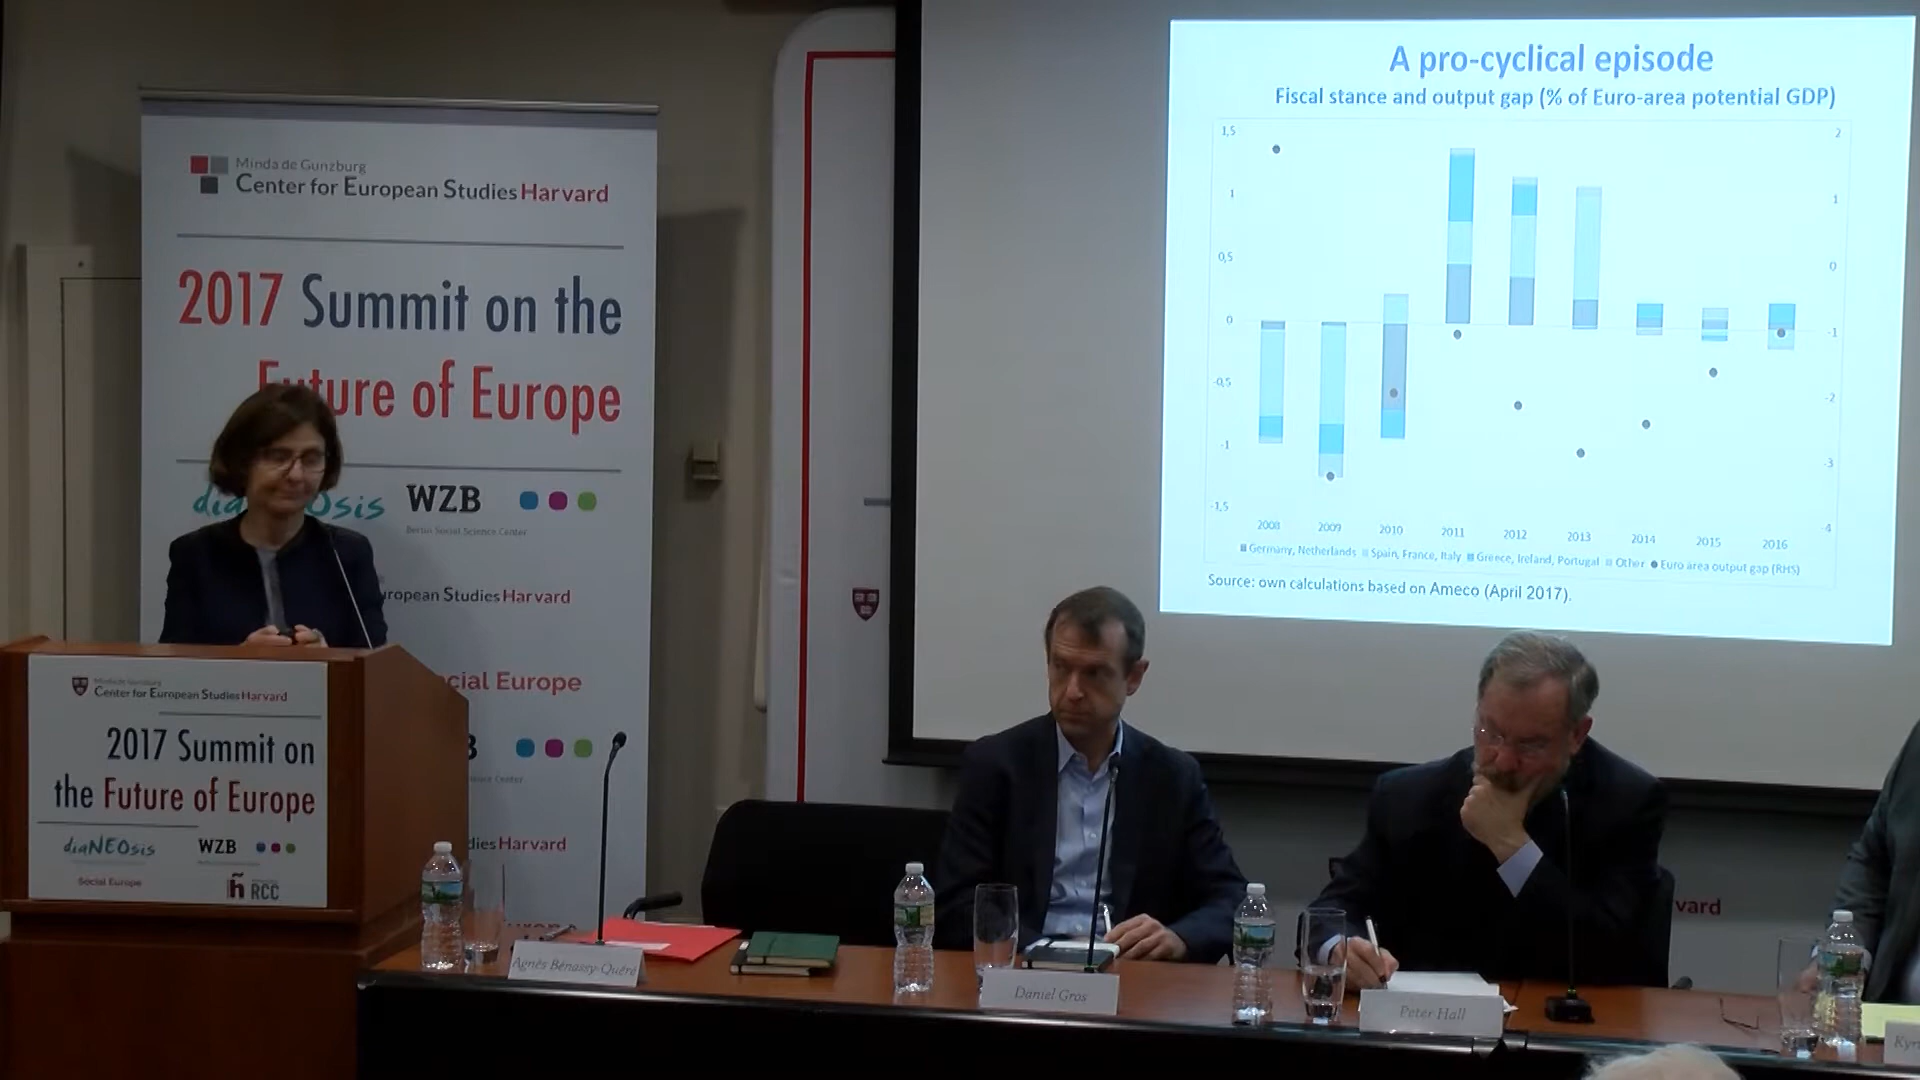 Minda de Gunzburg
Center for European Studies Harvard
2017 Summit on the
Future of Europe
WZB
Berlin Social Science Center
European Studies Harvard
cial Europe
dies Harvard
vard
Center for European Studies Harvard
2017 Summit on
the Future of Europe
diaNEOsis
WZB
Social Europe
RCC
A pro-cyclical episode
Fiscal stance and output gap (% of Euro-area potential GDP)
1,5
1
0,5
0
-0,5
-1
-1,5
2
1
0
-1
-2
-3
-4
2008 2009 2010 2011 2012 2013 2014 2015 2016
Germany, Netherlands Spain, France, Italy Greece, Ireland, Portugal Other Euro area output gap (RHS)
Source: own calculations based on Ameco (April 2017).
Agnès Bénassy-Quéré
Daniel Gros
Peter Hall
Kyr